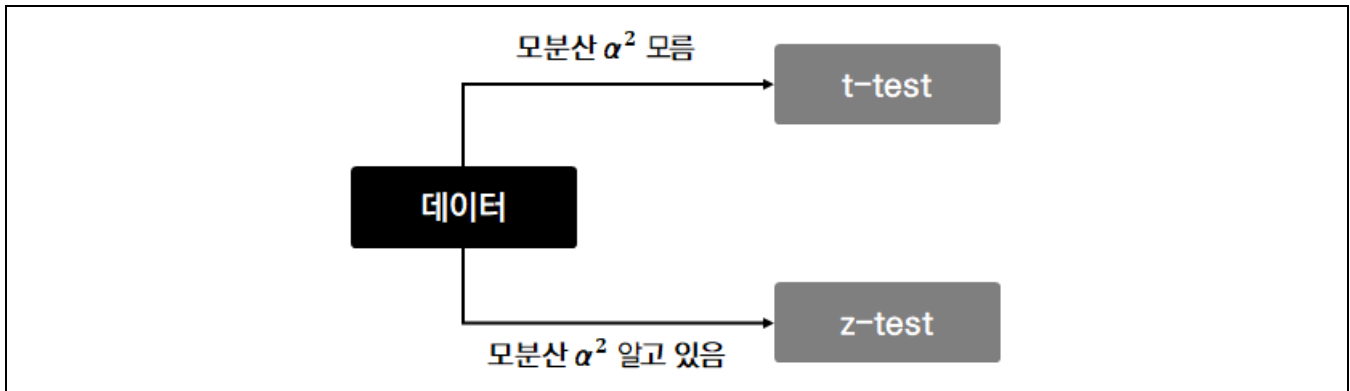 모분산 α² 모름
t-test
데이터
z-test
모분산 α² 알고 있음